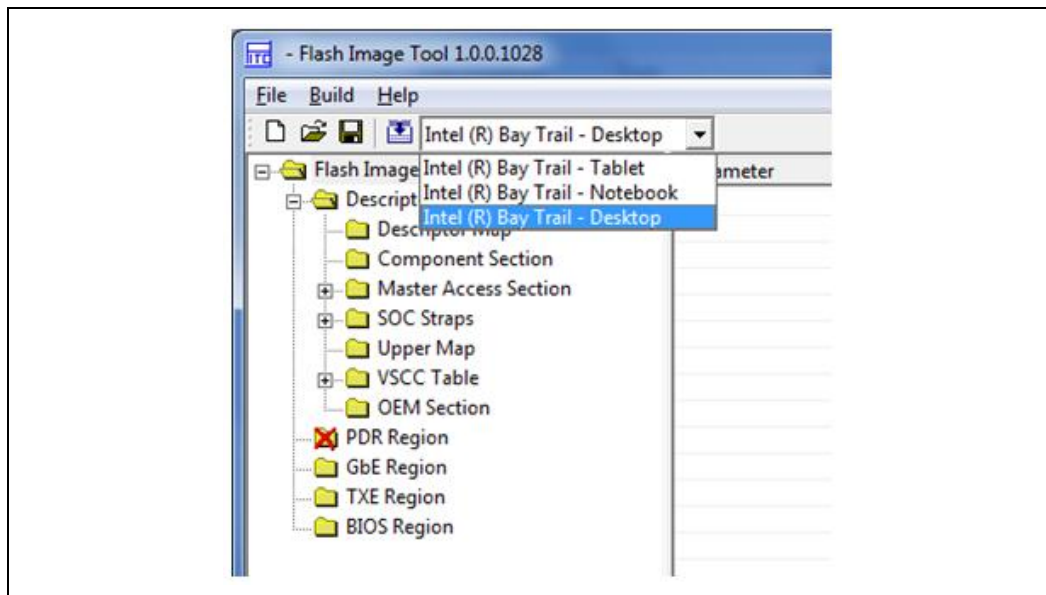 - Flash Image Tool 1.0.0.1028
File Build Help
Intel (R) Bay Trail - Desktop
Flash Image
Intel (R) Bay Trail - Tablet
ameter
Intel (R) Bay Trail - Notebook
Descript
Intel (R) Bay Trail - Desktop
Descriptor Map
Component Section
Master Access Section
SOC Straps
Upper Map
VSCC Table
OEM Section
PDR Region
GbE Region
TXE Region
BIOS Region